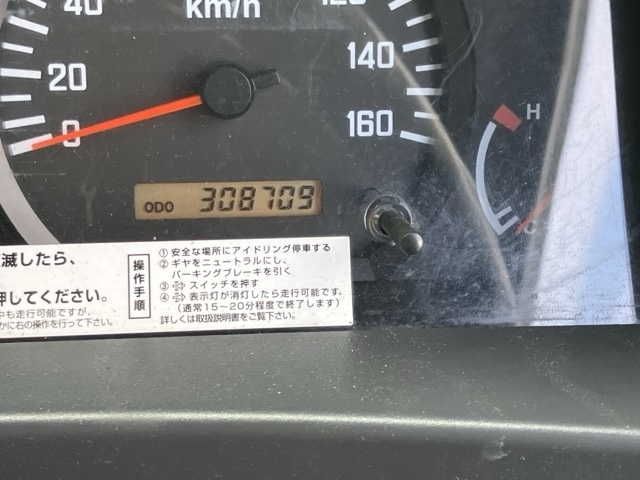 40
km/h
120
20
140
0
160
H
ODO 308709
C
滅したら、
押してください。
中も走行可能ですが、
かに右の操作を行って下さい。
操作手順
① 安全な場所にアイドリング停車する
② ギヤをニュートラルにし、
パーキングブレーキを引く
③ スイッチを押す
④ 表示灯が消灯したら走行可能です。
（通常15～20分程度で終了します）
詳しくは取扱説明書をご覧下さい。